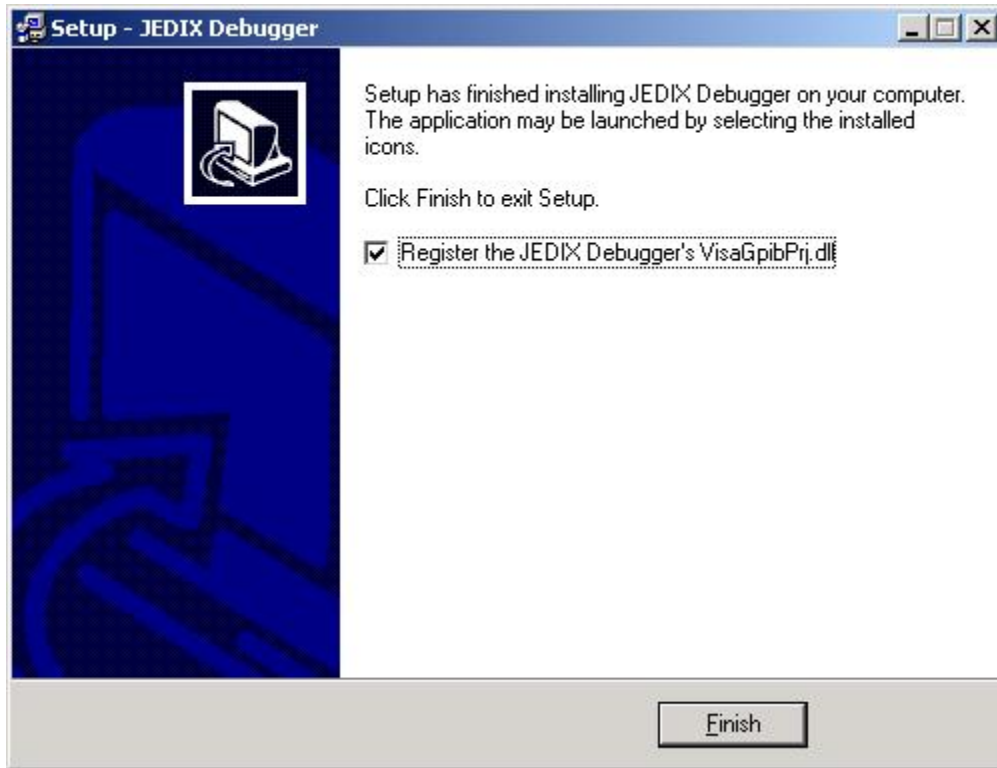 Setup - JEDIX Debugger
Setup has finished installing JEDIX Debugger on your computer.
The application may be launched by selecting the installed
icons.
Click Finish to exit Setup.
Register the JEDIX Debugger's VisaGpibPrj.dll
Finish